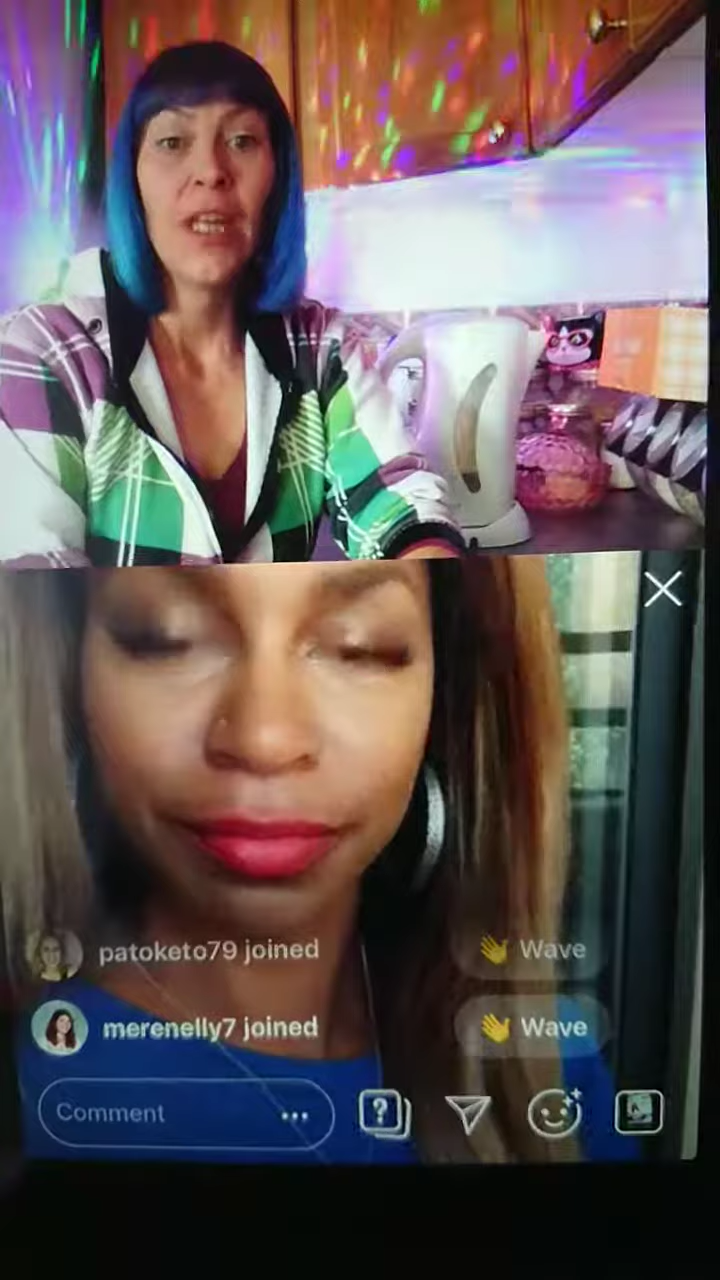 patoketo79 joined
👋 Wave
merenelly7 joined
👋 Wave
Comment
?